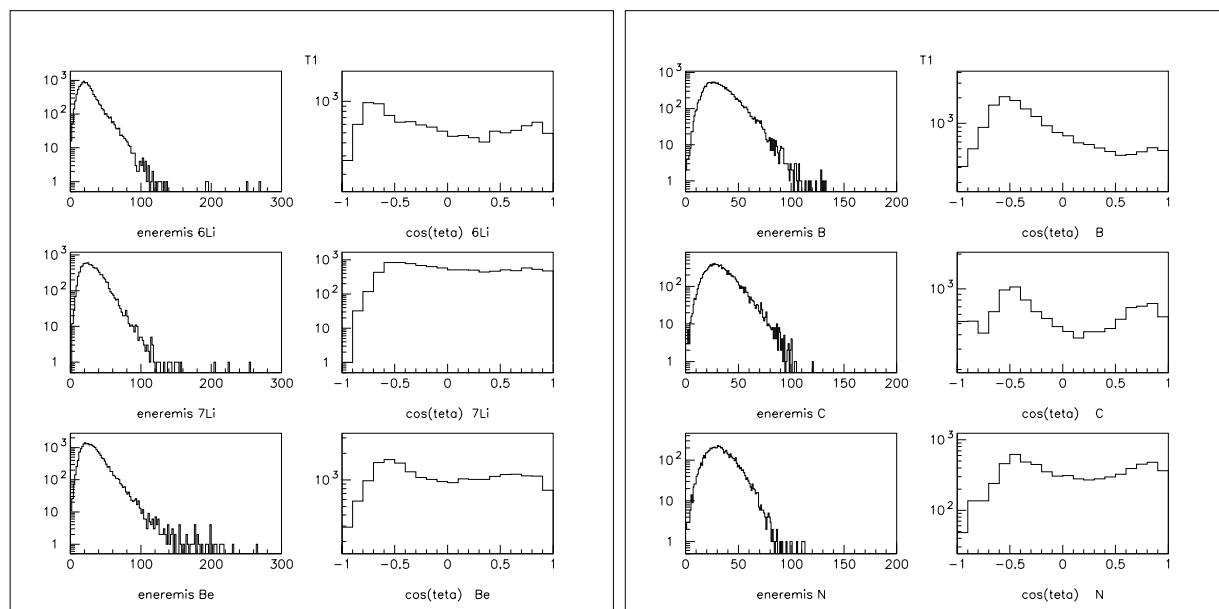 T1
10³
10²
10
1
0 100 200 300
eneremis 6Li
10³
-1 -0.5 0 0.5 1
cos(teta) 6Li
10³
10²
10
1
0 100 200 300
eneremis 7Li
10³
10²
10
1
-1 -0.5 0 0.5 1
cos(teta) 7Li
10³
10²
10
1
0 100 200 300
eneremis Be
10³
-1 -0.5 0 0.5 1
cos(teta) Be
T1
10³
10²
10
1
0 50 100 150 200
eneremis B
10³
-1 -0.5 0 0.5 1
cos(teta) B
10²
10
1
0 50 100 150 200
eneremis C
10³
-1 -0.5 0 0.5 1
cos(teta) C
10²
10
1
0 50 100 150 200
eneremis N
10³
10²
-1 -0.5 0 0.5 1
cos(teta) N